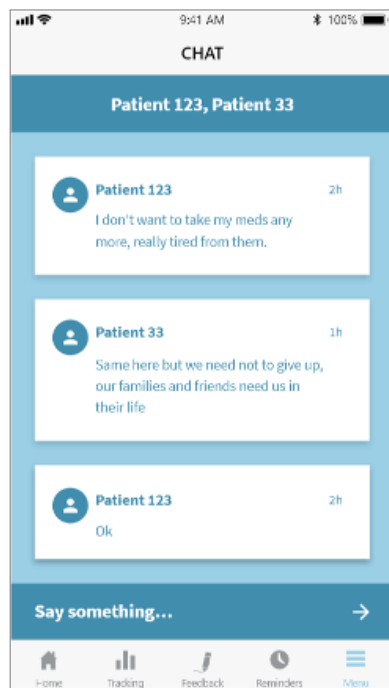 9:41 AM
100%
CHAT
Patient 123, Patient 33
Patient 123 2h
I don't want to take my meds any
more, really tired from them.
Patient 33 1h
Same here but we need not to give up,
our families and friends need us in
their life
Patient 123 2h
Ok
Say something...
Home Tracking Feedback Reminders Menu